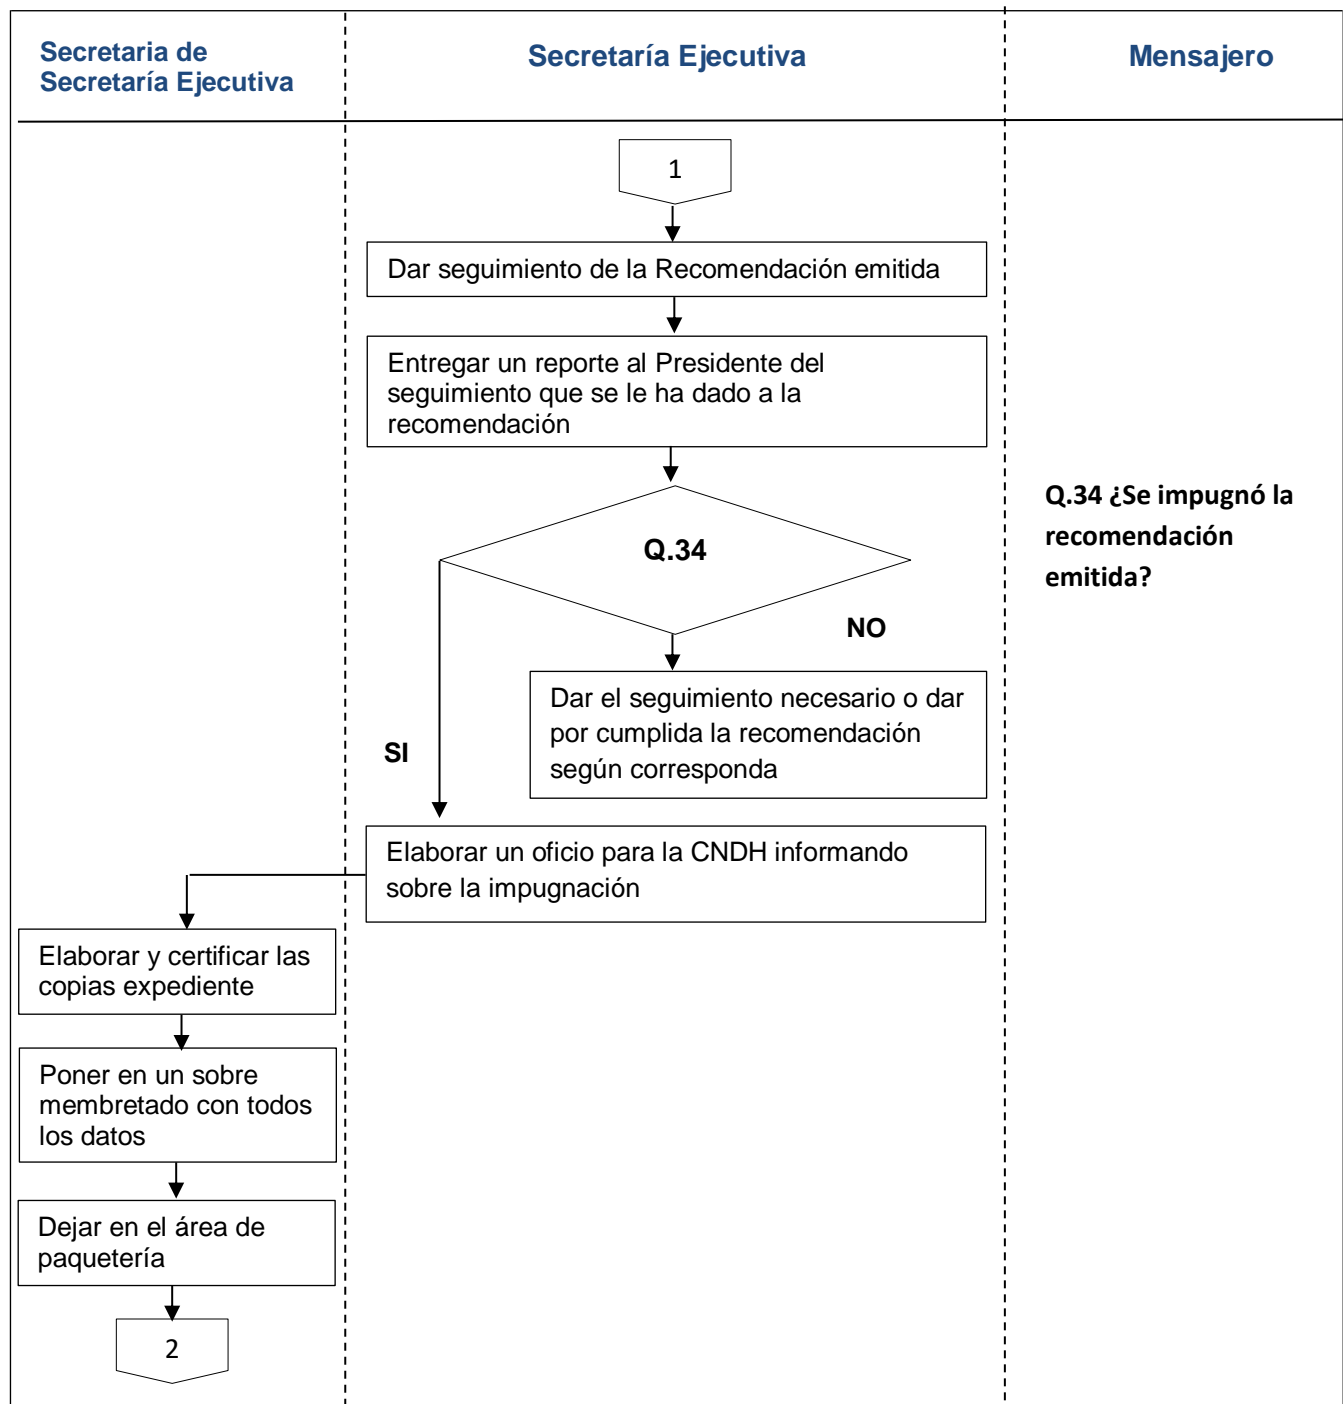 Secretaria de
Secretaría Ejecutiva
Secretaría Ejecutiva
Mensajero
1
Dar seguimiento de la Recomendación emitida
Entregar un reporte al Presidente del
seguimiento que se le ha dado a la
recomendación
Q.34
Q.34 ¿Se impugnó la
recomendación
emitida?
NO
Dar el seguimiento necesario o dar
por cumplida la recomendación
según corresponda
SI
Elaborar un oficio para la CNDH informando
sobre la impugnación
Elaborar y certificar las
copias expediente
Poner en un sobre
membretado con todos
los datos
Dejar en el área de
paquetería
2